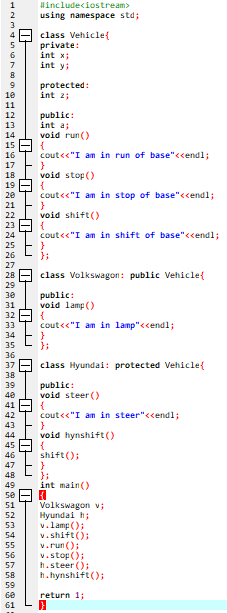 1 #include<iostream>
2 using namespace std;
3
4 class Vehicle{
5 private:
6 int x;
7 int y;
8
9 protected:
10 int z;
11
12 public:
13 int a;
14 void run()
15 {
16 cout<<"I am in run of base"<<endl;
17 }
18 void stop()
19 {
20 cout<<"I am in stop of base"<<endl;
21 }
22 void shift()
23 {
24 cout<<"I am in shift of base"<<endl;
25 }
26 };
27
28 class Volkswagon: public Vehicle{
29
30 public:
31 void lamp()
32 {
33 cout<<"I am in lamp"<<endl;
34 }
35 };
36
37 class Hyundai: protected Vehicle{
38
39 public:
40 void steer()
41 {
42 cout<<"I am in steer"<<endl;
43 }
44 void hynshift()
45 {
46 shift();
47 }
48 };
49 int main()
50 {
51 Volkswagon v;
52 Hyundai h;
53 v.lamp();
54 v.shift();
55 v.run();
56 v.stop();
57 h.steer();
58 h.hynshift();
59
60 return 1;
61 }